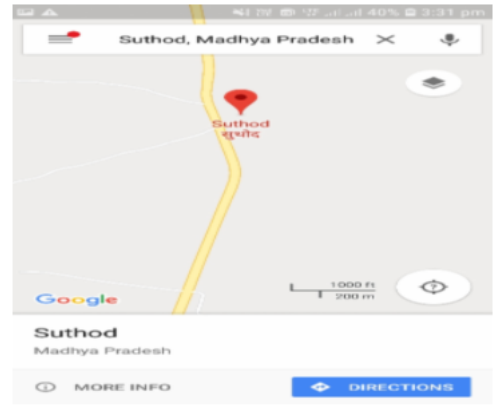 40% 3:31 pm
Suthod, Madhya Pradesh
Suthod
सुथोद
Google
1000 ft
200 m
Suthod
Madhya Pradesh
MORE INFO
DIRECTIONS